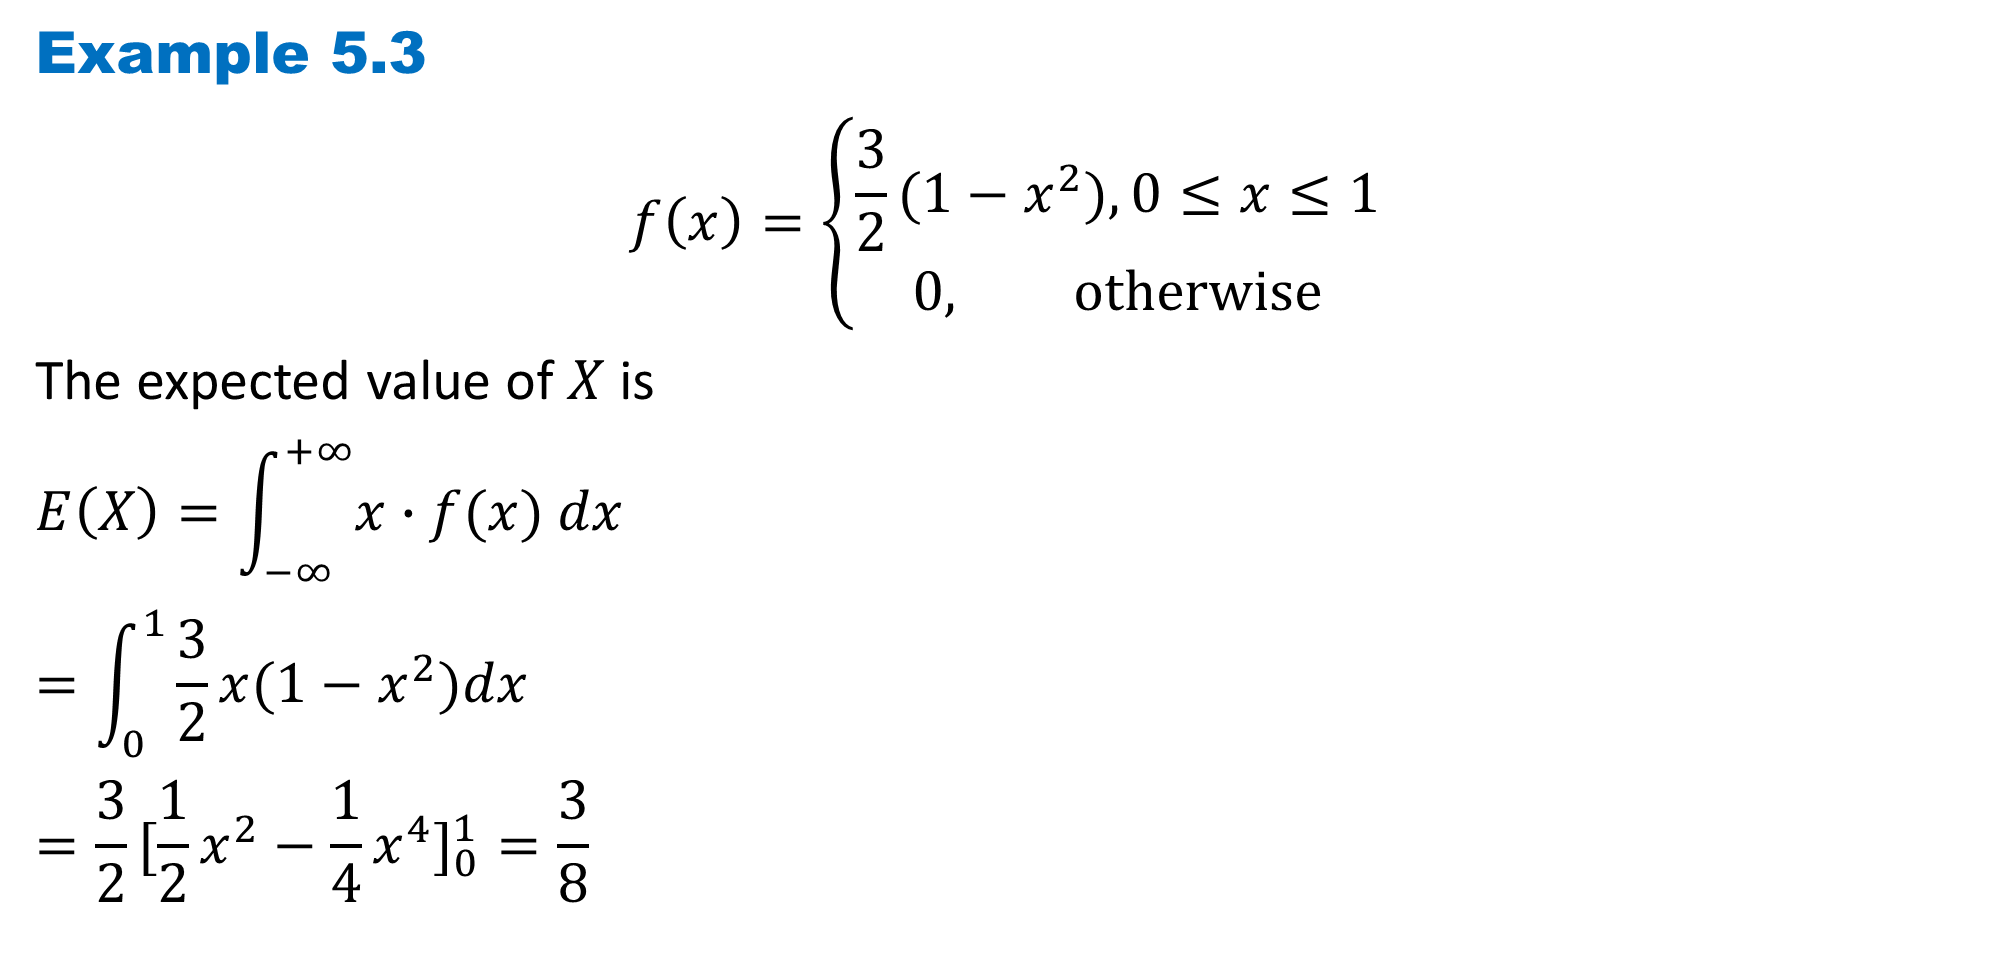 Example 5.3
f(x) = { 3/2 (1 − x²), 0 ≤ x ≤ 1
0, otherwise
The expected value of X is
E(X) = ∫_{−∞}^{+∞} x · f(x) dx
= ∫_0^1 3/2 x(1 − x²)dx
= 3/2 [1/2 x² − 1/4 x⁴]_0^1 = 3/8